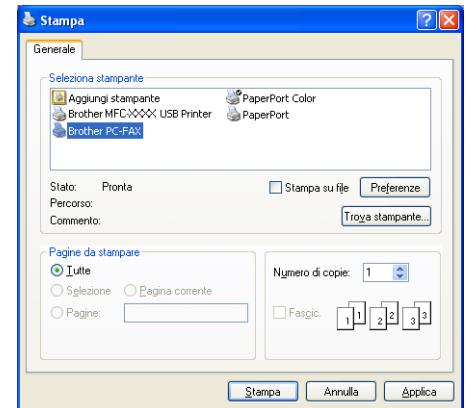 Stampa
Generale
Seleziona stampante
Aggiungi stampante
PaperPort Color
Brother MFC-XXXX USB Printer
PaperPort
Brother PC-FAX
Stato: Pronta
Stampa su file
Preferenze
Percorso:
Commento:
Trova stampante...
Pagine da stampare
Tutte
Numero di copie: 1
Selezione
Pagina corrente
Pagine:
Fascic.
1 1 2 2 3 3
Stampa
Annulla
Applica